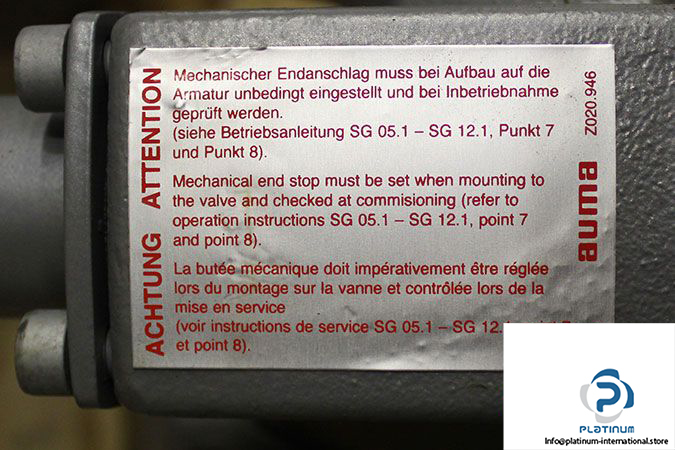 ACHTUNG ATTENTION
Mechanischer Endanschlag muss bei Aufbau auf die
Armatur unbedingt eingestellt und bei Inbetriebnahme
geprüft werden.
(siehe Betriebsanleitung SG 05.1 – SG 12.1, Punkt 7
und Punkt 8).
Mechanical end stop must be set when mounting to
the valve and checked at commisioning (refer to
operation instructions SG 05.1 – SG 12.1, point 7
and point 8).
La butée mécanique doit impérativement être réglée
lors du montage sur la vanne et contrôlée lors de la
mise en service
(voir instructions de service SG 05.1 – SG
et point 8).
auma
Z020.946
PLATINUM
Info@platinum-international.store